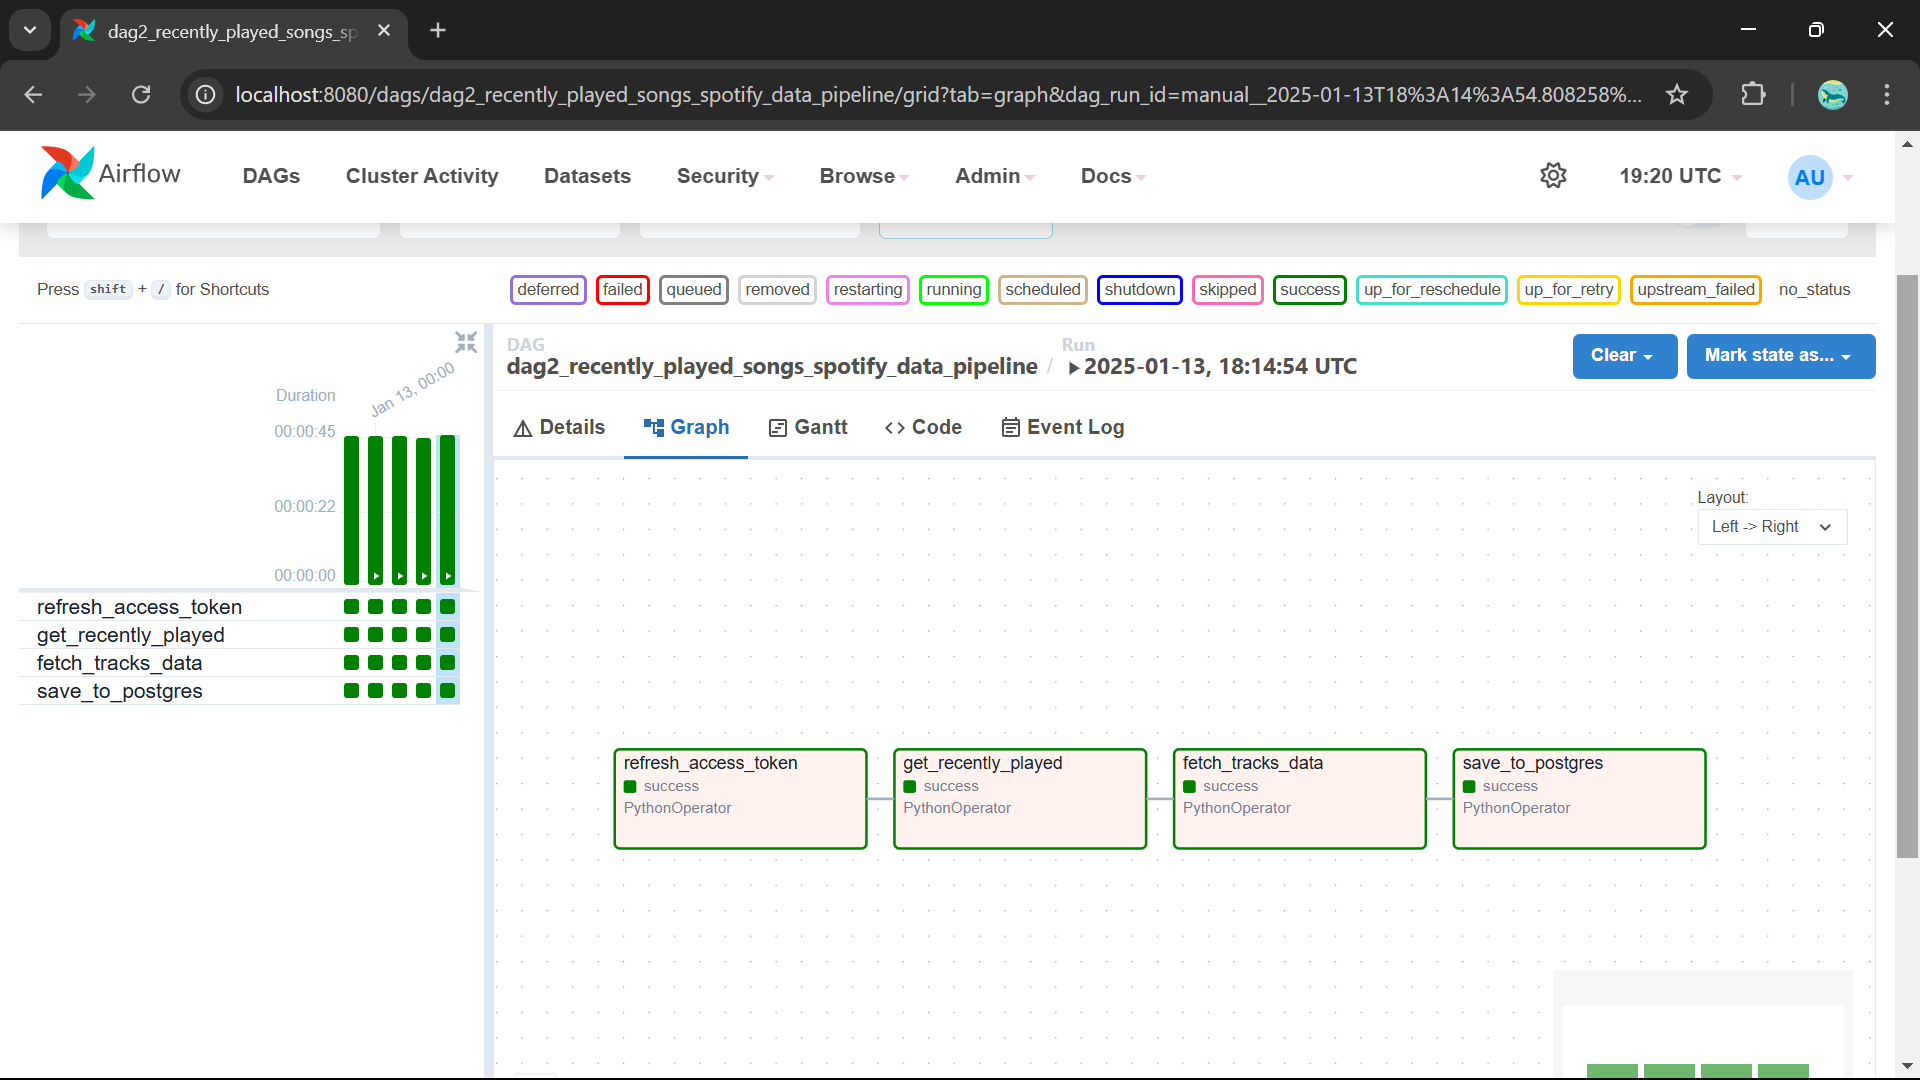 dag2_recently_played_songs_sp
localhost:8080/dags/dag2_recently_played_songs_spotify_data_pipeline/grid?tab=graph&dag_run_id=manual__2025-01-13T18%3A14%3A54.808258%...
Airflow DAGs Cluster Activity Datasets Security Browse Admin Docs 19:20 UTC AU
Press shift + / for Shortcuts deferred failed queued removed restarting running scheduled shutdown skipped success up_for_reschedule up_for_retry upstream_failed no_status
DAG Run
dag2_recently_played_songs_spotify_data_pipeline / 2025-01-13, 18:14:54 UTC
Clear Mark state as...
Duration
Jan 13, 00:00
00:00:45
00:00:22
00:00:00
refresh_access_token
get_recently_played
fetch_tracks_data
save_to_postgres
Details Graph Gantt Code Event Log
Layout:
Left -> Right
refresh_access_token
success
PythonOperator
get_recently_played
success
PythonOperator
fetch_tracks_data
success
PythonOperator
save_to_postgres
success
PythonOperator